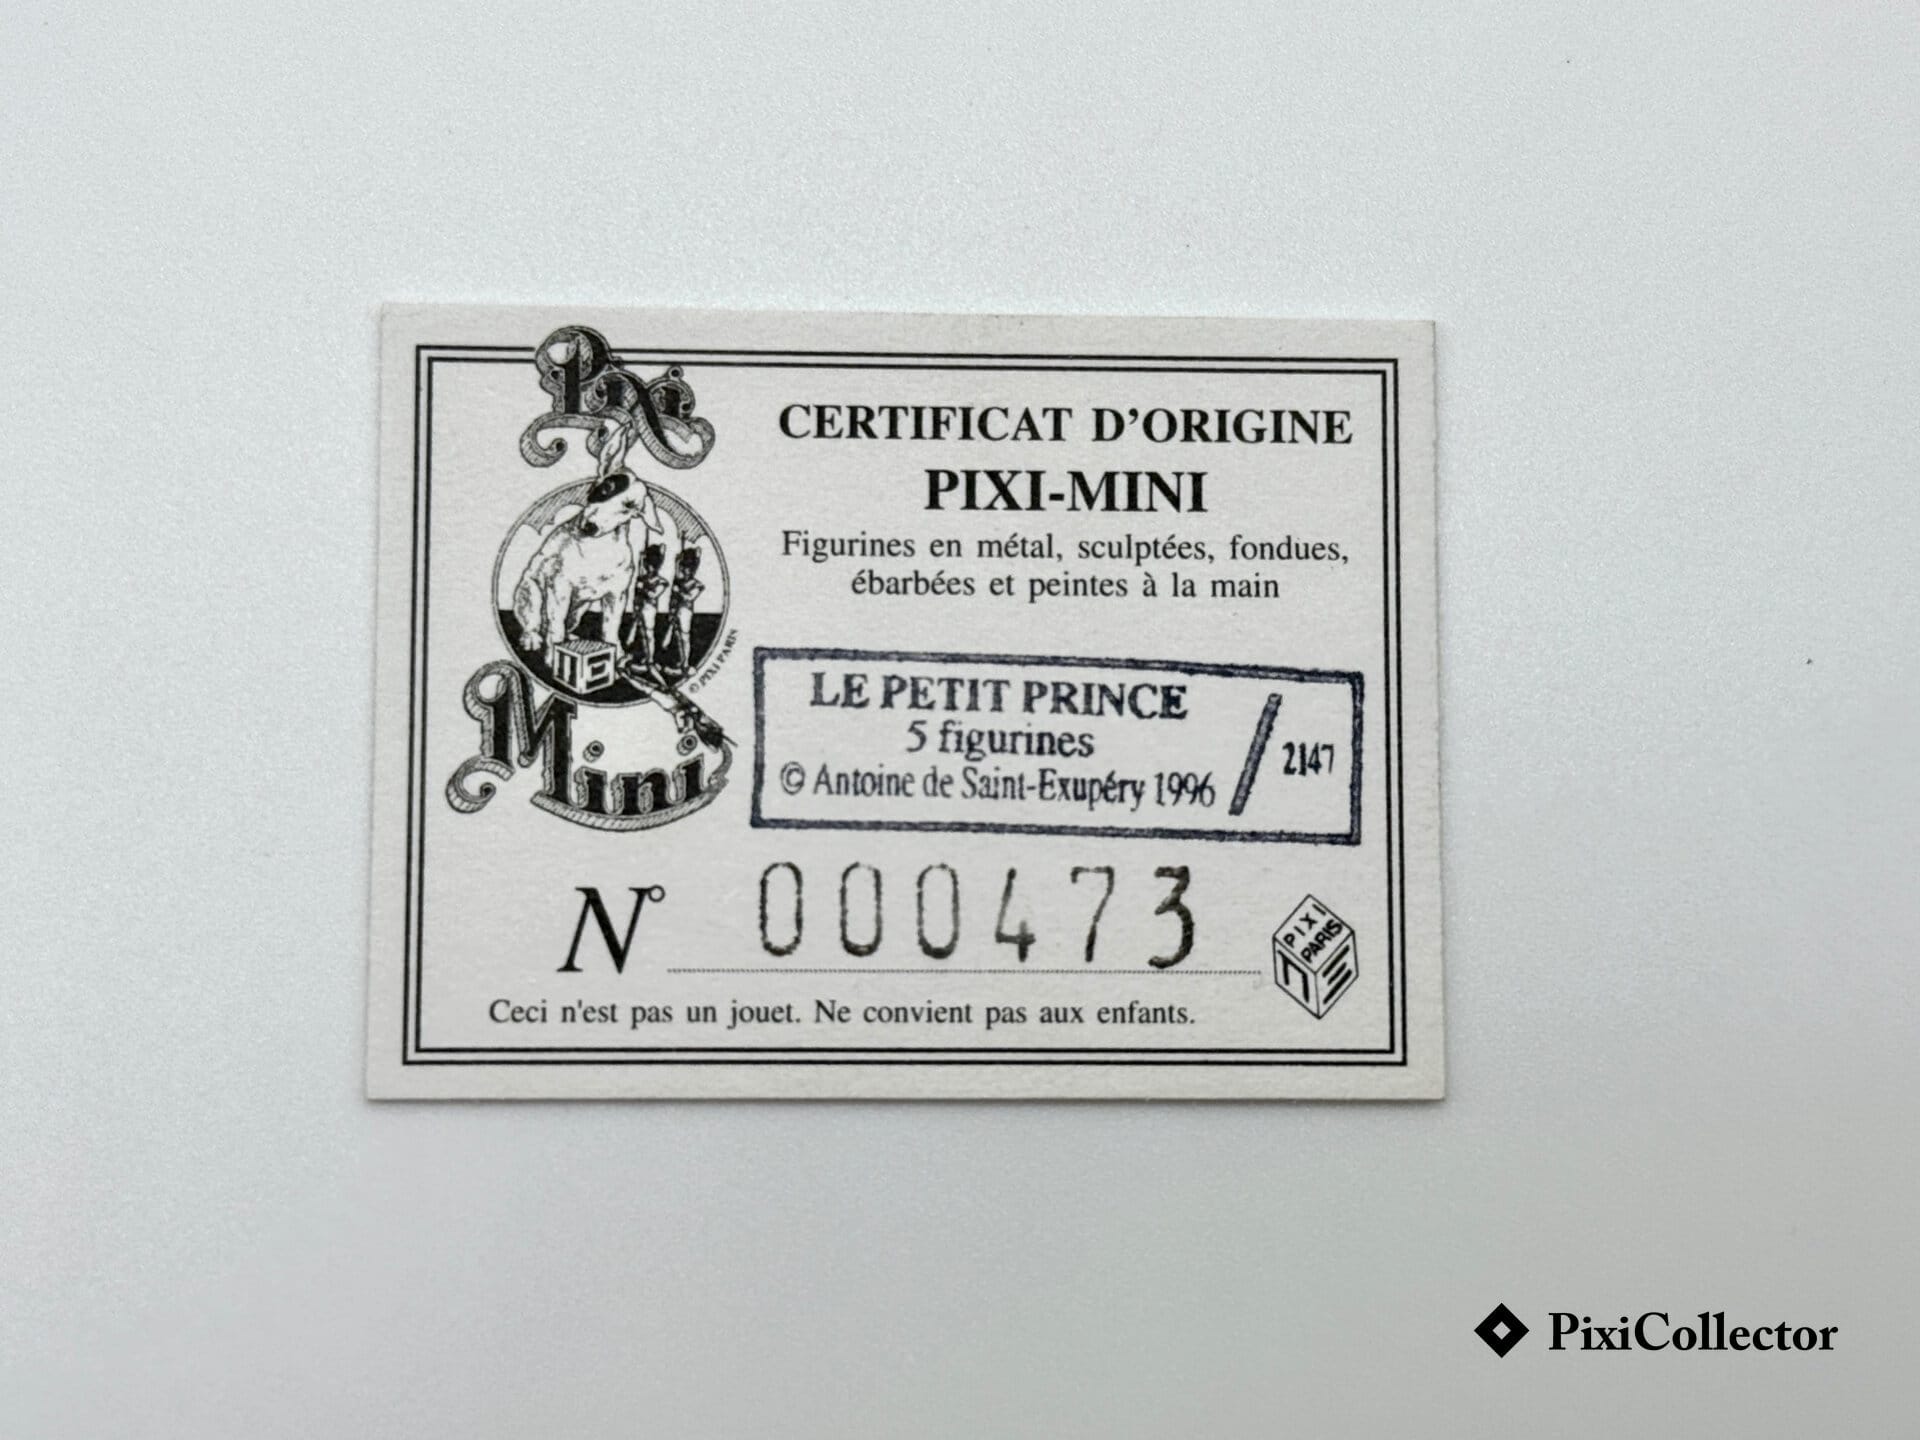 Pixi
Mini
© PIXI PARIS
CERTIFICAT D’ORIGINE
PIXI-MINI
Figurines en métal, sculptées, fondues,
ébarbées et peintes à la main
LE PETIT PRINCE
5 figurines
© Antoine de Saint-Exupéry 1996 / 2147
N° 000473
PIXI
PARIS
Ceci n'est pas un jouet. Ne convient pas aux enfants.
PixiCollector